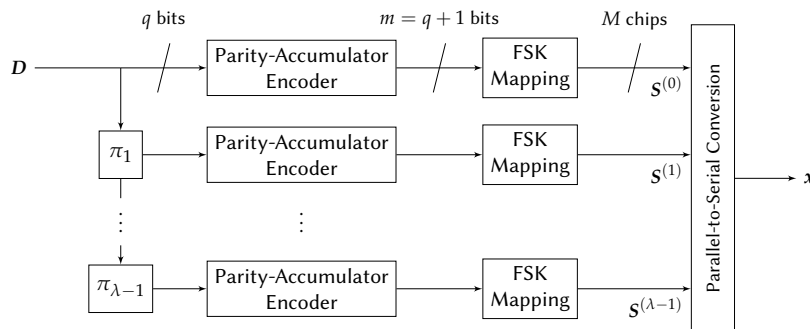 q bits
m = q + 1 bits
M chips
D
Parity-Accumulator
Encoder
FSK
Mapping
S^{(0)}
π_1
Parity-Accumulator
Encoder
FSK
Mapping
S^{(1)}
⋮
⋮
π_{λ−1}
Parity-Accumulator
Encoder
FSK
Mapping
S^{(λ−1)}
Parallel-to-Serial Conversion
x